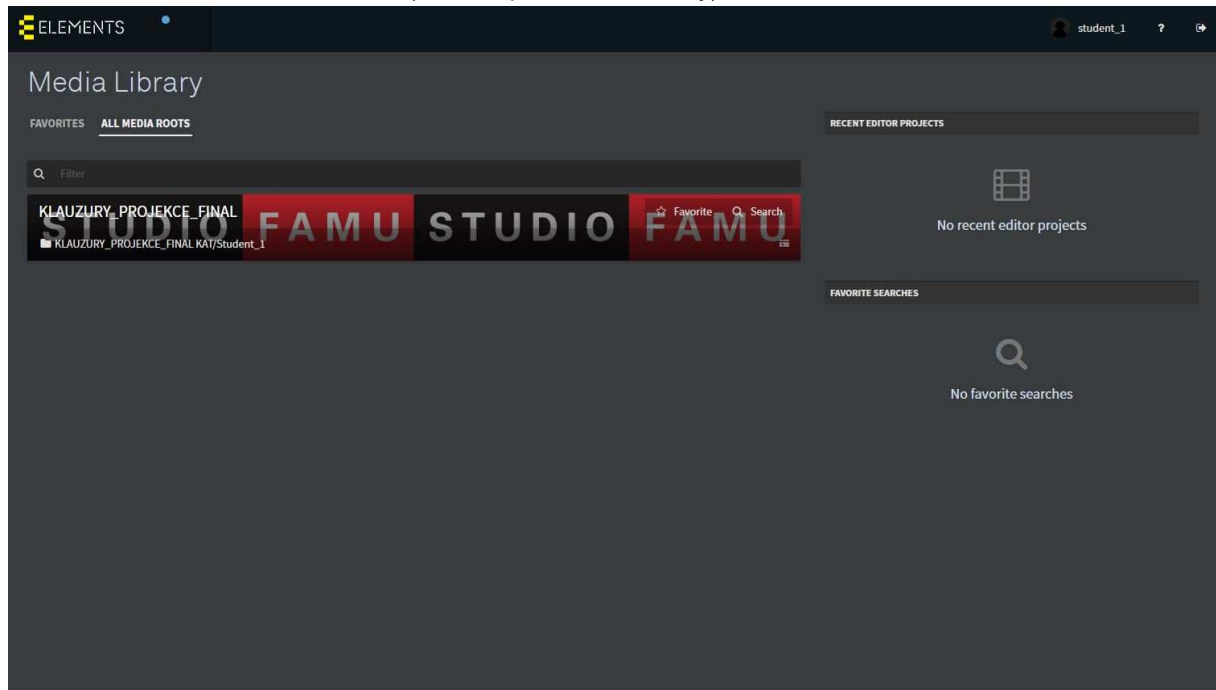 ELEMENTS
student_1 ?
Media Library
FAVORITES ALL MEDIA ROOTS
Filter
KLAUZURY_PROJEKCE_FINAL
STUDIO FAMU STUDIO FAMU
Favorite Search
KLAUZURY_PROJEKCE_FINAL KAT/Student_1
RECENT EDITOR PROJECTS
No recent editor projects
FAVORITE SEARCHES
No favorite searches